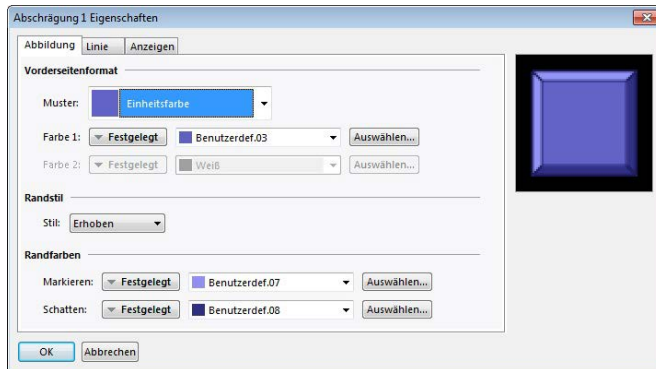 Abschrägung 1 Eigenschaften
Abbildung Linie Anzeigen
Vorderseitenformat
Muster: Einheitsfarbe
Farbe 1: Festgelegt Benutzerdef.03 Auswählen...
Farbe 2: Festgelegt Weiß Auswählen...
Randstil
Stil: Erhoben
Randfarben
Markieren: Festgelegt Benutzerdef.07 Auswählen...
Schatten: Festgelegt Benutzerdef.08 Auswählen...
OK Abbrechen